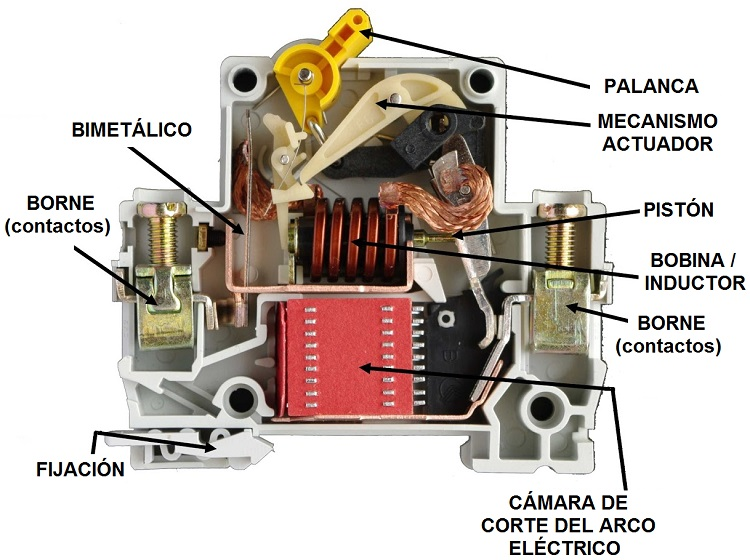 PALANCA
MECANISMO
ACTUADOR
BIMETÁLICO
BORNE
(contactos)
PISTÓN
BOBINA /
INDUCTOR
BORNE
(contactos)
FIJACIÓN
CÁMARA DE
CORTE DEL ARCO
ELÉCTRICO